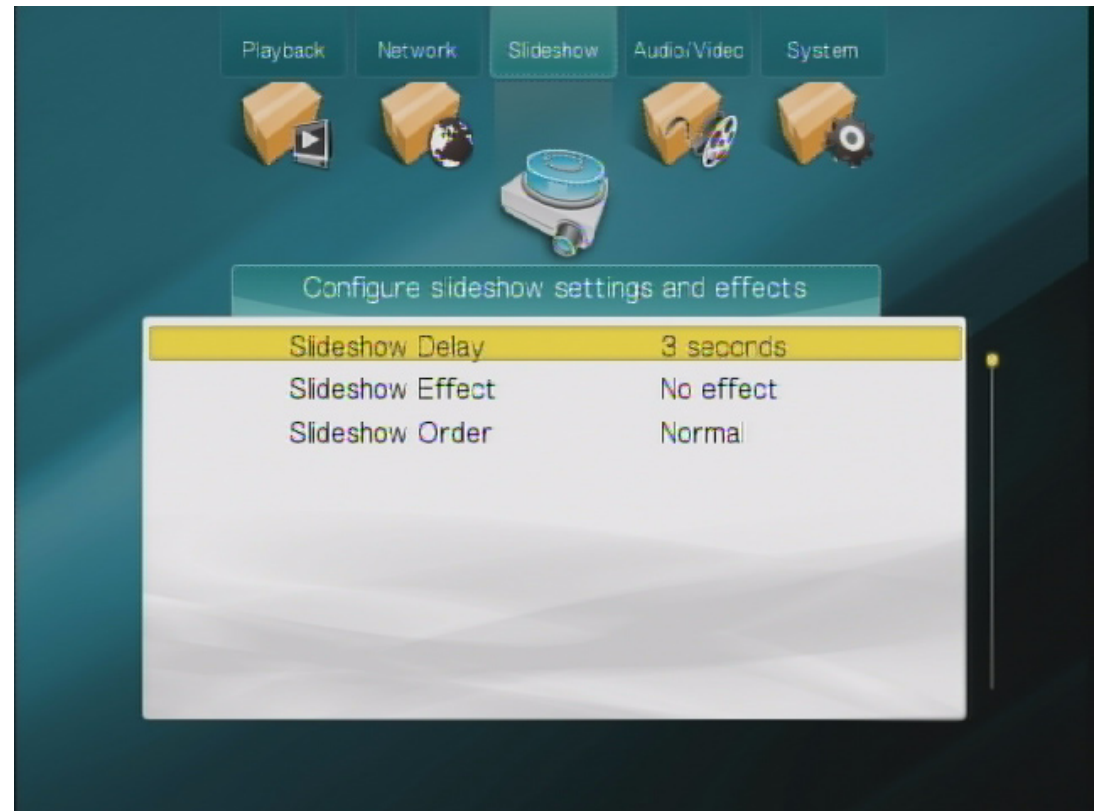 Playback Network Slideshow Audio/Video System
Configure slideshow settings and effects
Slideshow Delay 3 seconds
Slideshow Effect No effect
Slideshow Order Normal